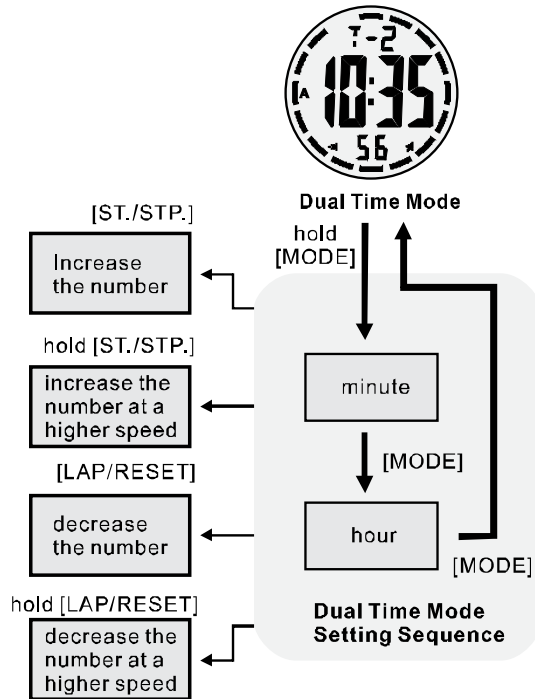 T-2
A
10:35
56
Dual Time Mode
hold
[MODE]
[ST./STP.]
Increase
the number
hold [ST./STP.]
increase the
number at a
higher speed
[LAP/RESET]
decrease
the number
hold [LAP/RESET]
decrease the
number at a
higher speed
minute
[MODE]
hour
[MODE]
Dual Time Mode
Setting Sequence